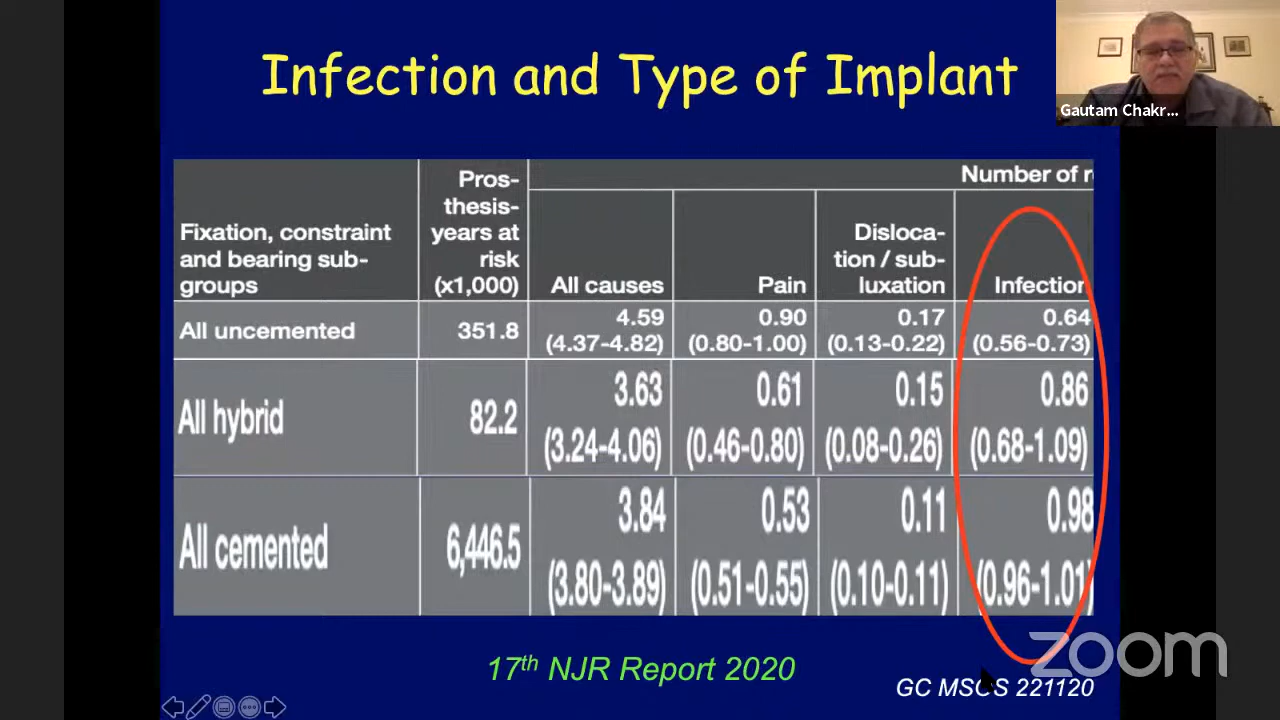 Infection and Type of Implant
Gautam Chakr...
Number of r
Fixation, constraint
and bearing sub-
groups
Pros-
thesis-
years at
risk
(x1,000)
All causes
Pain
Disloca-
tion / sub-
luxation
Infection
All uncemented
351.8
4.59
(4.37-4.82)
0.90
(0.80-1.00)
0.17
(0.13-0.22)
0.64
(0.56-0.73)
All hybrid
82.2
3.63
(3.24-4.06)
0.61
(0.46-0.80)
0.15
(0.08-0.26)
0.86
(0.68-1.09)
All cemented
6,446.5
3.84
(3.80-3.89)
0.53
(0.51-0.55)
0.11
(0.10-0.11)
0.98
(0.96-1.01)
17th NJR Report 2020
zoom
GC MSCS 221120